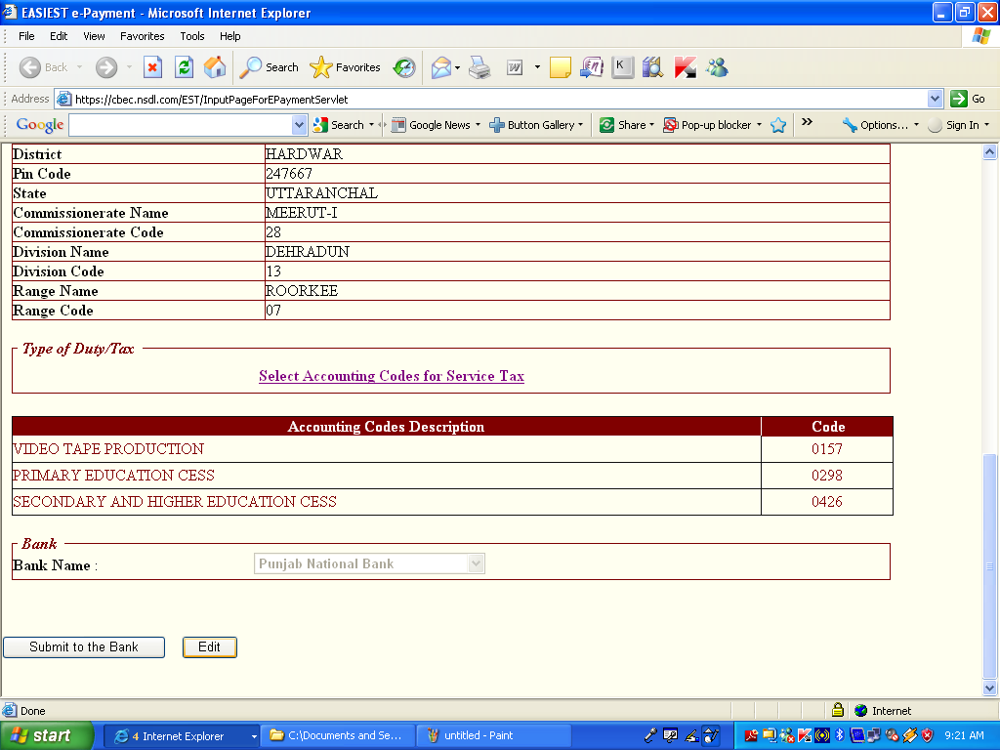 EASIEST e-Payment - Microsoft Internet Explorer
File Edit View Favorites Tools Help
Back Search Favorites
Address https://cbec.nsdl.com/EST/InputPageForEPaymentServlet Go
Google Search Google News Button Gallery Share Pop-up blocker » Options... Sign In
District HARDWAR
Pin Code 247667
State UTTARANCHAL
Commissionerate Name MEERUT-I
Commissionerate Code 28
Division Name DEHRADUN
Division Code 13
Range Name ROORKEE
Range Code 07
Type of Duty/Tax
Select Accounting Codes for Service Tax
Accounting Codes Description Code
VIDEO TAPE PRODUCTION 0157
PRIMARY EDUCATION CESS 0298
SECONDARY AND HIGHER EDUCATION CESS 0426
Bank
Bank Name : Punjab National Bank
Submit to the Bank Edit
Done Internet
start 4 Internet Explorer C:\Documents and Se... untitled - Paint 9:21 AM